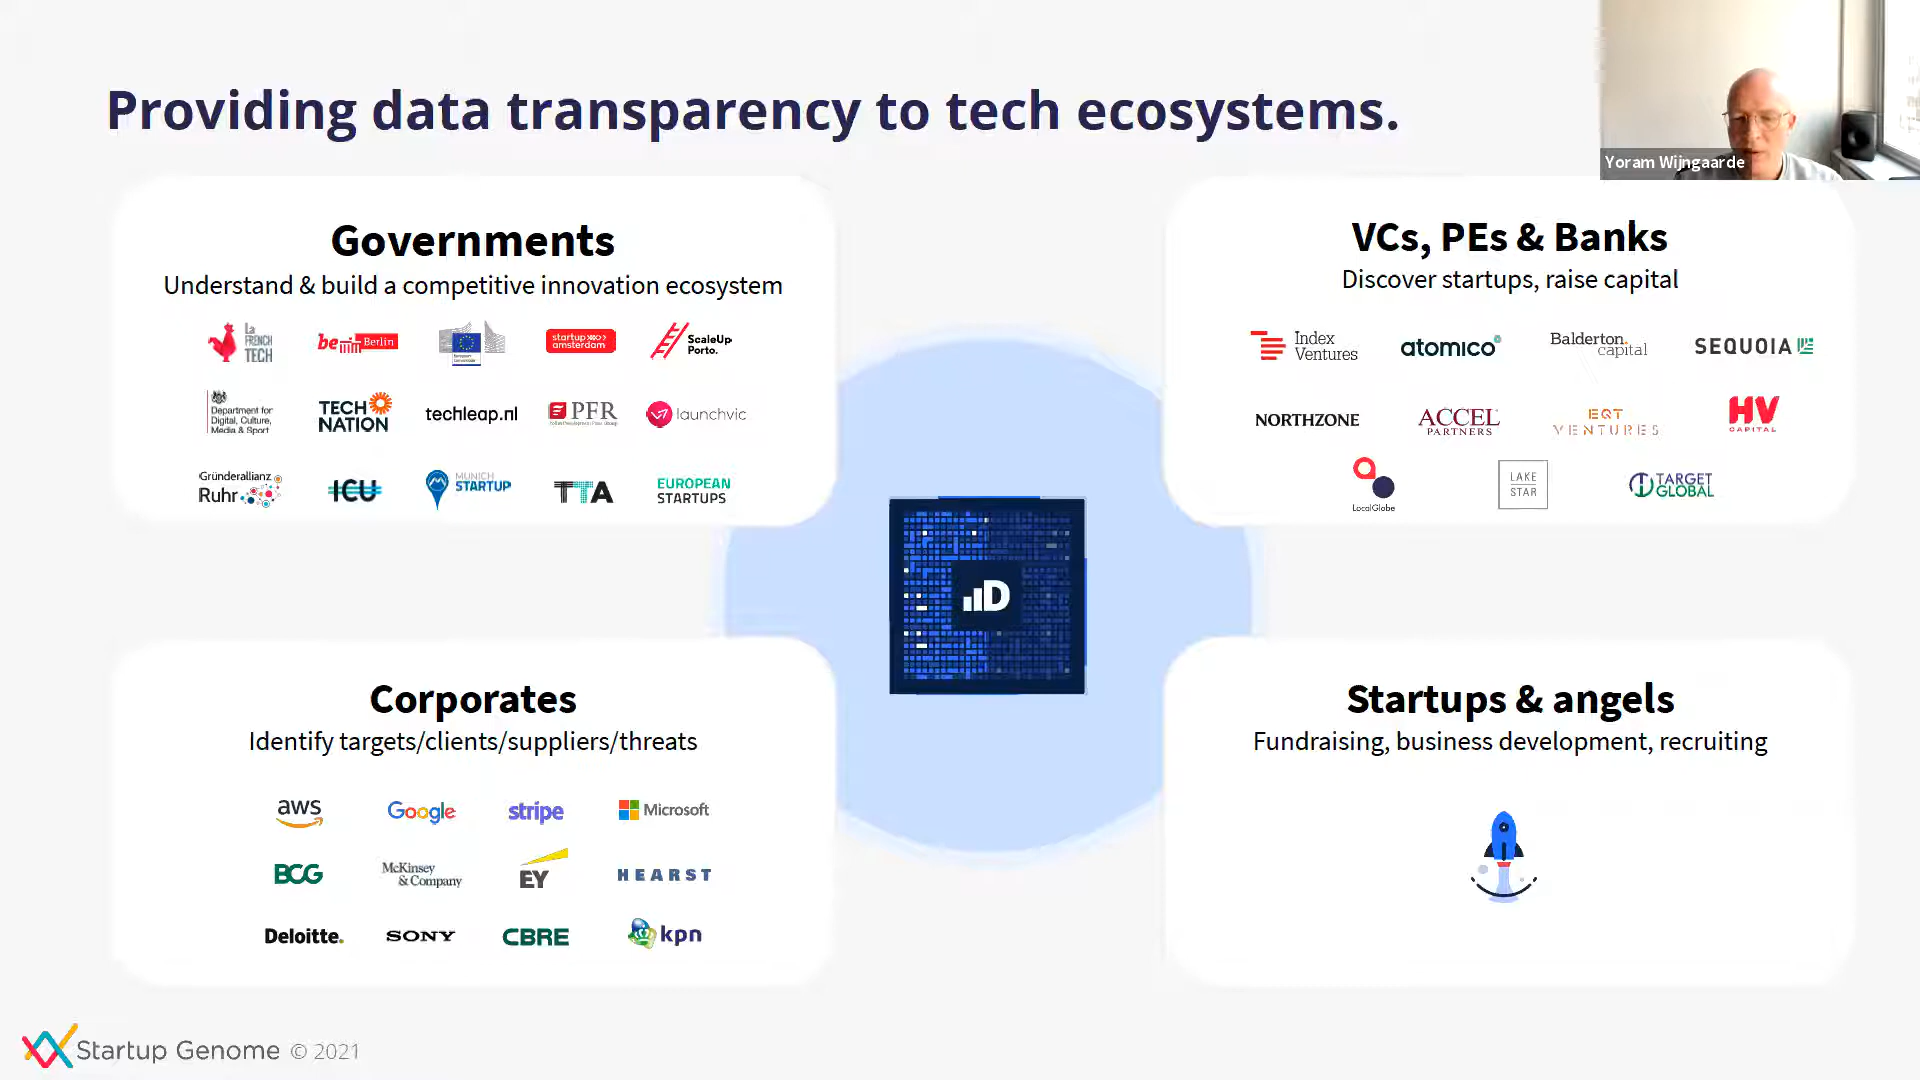 Providing data transparency to tech ecosystems.
Yoram Wijngaarde
Governments
Understand & build a competitive innovation ecosystem
La
FRENCH
TECH
be Berlin
startup
amsterdam
ScaleUp
Porto.
Department for
Digital, Culture,
Media & Sport
TECH
NATION
techleap.nl
PFR
launchvic
Gründerallianz
Ruhr
ICU
MUNICH
STARTUP
TTA
EUROPEAN
STARTUPS
VCs, PEs & Banks
Discover startups, raise capital
Index
Ventures
atomico
Balderton.
capital
SEQUOIA
NORTHZONE
ACCEL
PARTNERS
EQT
VENTURES
HV
CAPITAL
LocalGlobe
LAKE
STAR
TARGET
GLOBAL
D
Corporates
Identify targets/clients/suppliers/threats
aws
Google
stripe
Microsoft
BCG
McKinsey
& Company
EY
HEARST
Deloitte.
SONY
CBRE
kpn
Startups & angels
Fundraising, business development, recruiting
Startup Genome © 2021